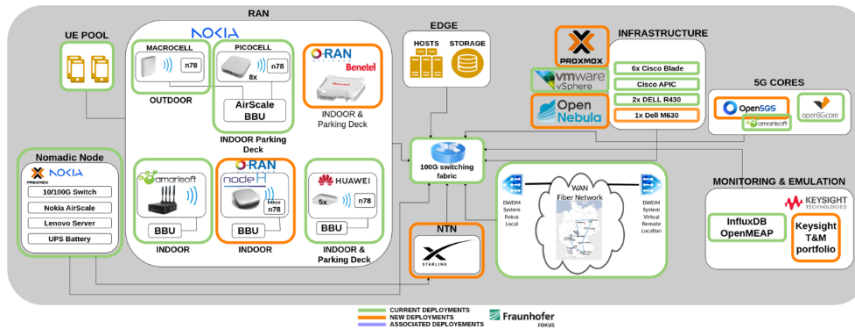 RAN
UE POOL
NOKIA
MACROCELL
n78
OUTDOOR
PICOCELL
8x
n78
AirScale
BBU
INDOOR Parking
Deck
O-RAN
Benetel
INDOOR &
Parking Deck
EDGE
HOSTS
STORAGE
PROXMOX
vmware
vSphere
Open
Nebula
INFRASTRUCTURE
6x Cisco Blade
Cisco APIC
2x DELL R430
1x Dell M630
5G CORES
Open5GS
open5Gcore
amarisoft
Nomadic Node
PROXMOX
NOKIA
10/100G Switch
Nokia AirScale
Lenovo Server
UPS Battery
amarisoft
BBU
INDOOR
O-RAN
node H
n78
BBU
INDOOR
HUAWEI
5x
n78
BBU
INDOOR &
Parking Deck
100G switching
fabric
NTN
STARLINK
WAN
Fiber Network
DWDM
System
Fokus
Local
DWDM
System
Virtual
Remote
Location
MONITORING & EMULATION
KEYSIGHT
TECHNOLOGIES
InfluxDB
OpenMEAP
Keysight
T&M
portfolio
CURRENT DEPLOYMENTS
NEW DEPLOYMENTS
ASSOCIATED DEPLOYEMENTS
Fraunhofer
FOKUS